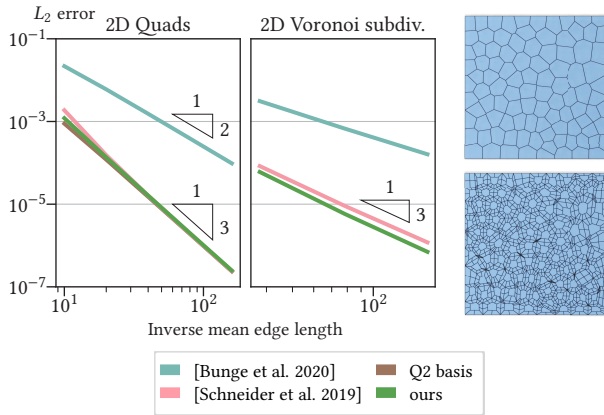 L₂ error
2D Quads
2D Voronoi subdiv.
10⁻¹
10⁻³
10⁻⁵
10⁻⁷
1
2
1
3
1
3
10¹
10²
10²
Inverse mean edge length
[Bunge et al. 2020]
Q2 basis
[Schneider et al. 2019]
ours